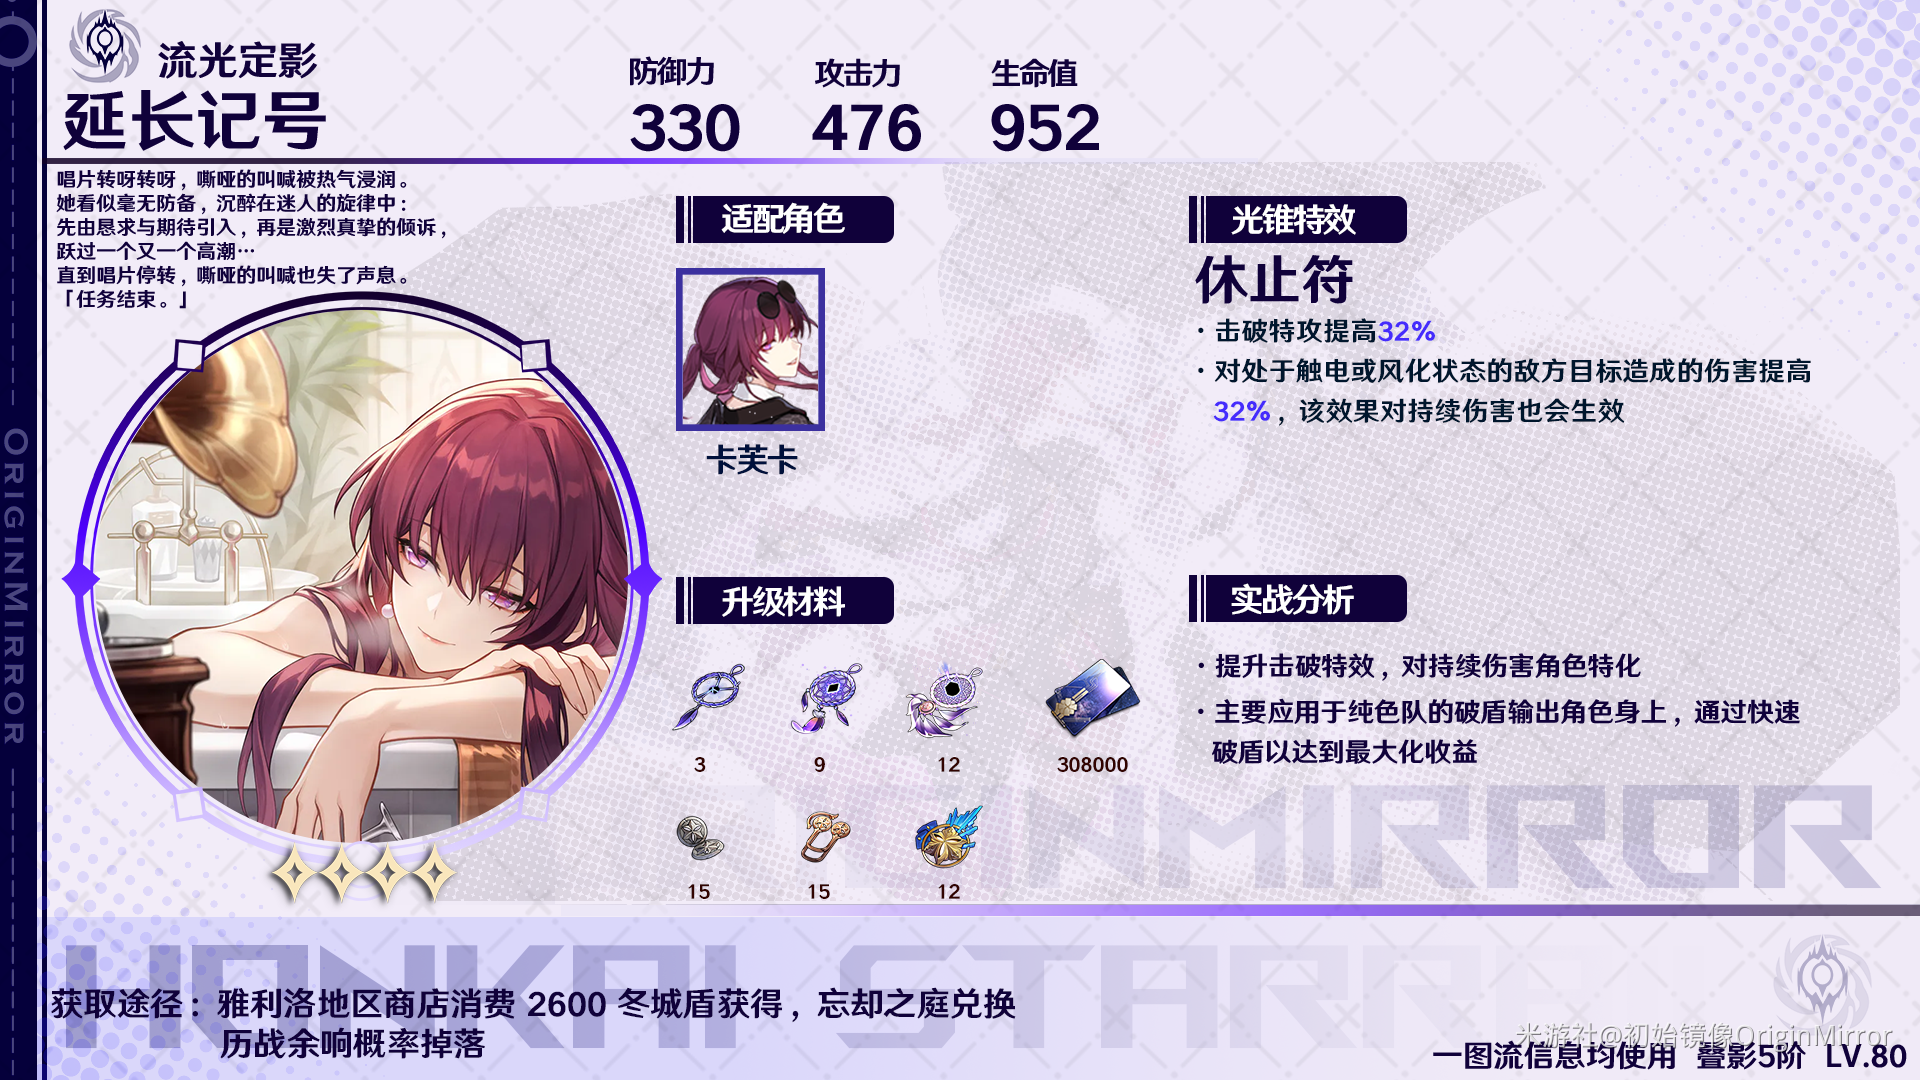 流光定影
延长记号
防御力 攻击力 生命值
330 476 952
唱片转呀转呀，嘶哑的叫喊被热气浸润。
她看似毫无防备，沉醉在迷人的旋律中：
先由恳求与期待引入，再是激烈真挚的倾诉，
跃过一个又一个高潮…
直到唱片停转，嘶哑的叫喊也失了声息。
「任务结束。」
适配角色
卡芙卡
光锥特效
休止符
·击破特攻提高32%
·对处于触电或风化状态的敌方目标造成的伤害提高
32%，该效果对持续伤害也会生效
升级材料
3 9 12 308000
15 15 12
实战分析
·提升击破特效，对持续伤害角色特化
·主要应用于纯色队的破盾输出角色身上，通过快速
破盾以达到最大化收益
ORIGINMIRROR
INMIRROR
HONKAI STARRA
获取途径：雅利洛地区商店消费 2600 冬城盾获得，忘却之庭兑换
历战余响概率掉落
米游社@初始镜像OriginMirror
一图流信息均使用 叠影5阶 LV.80